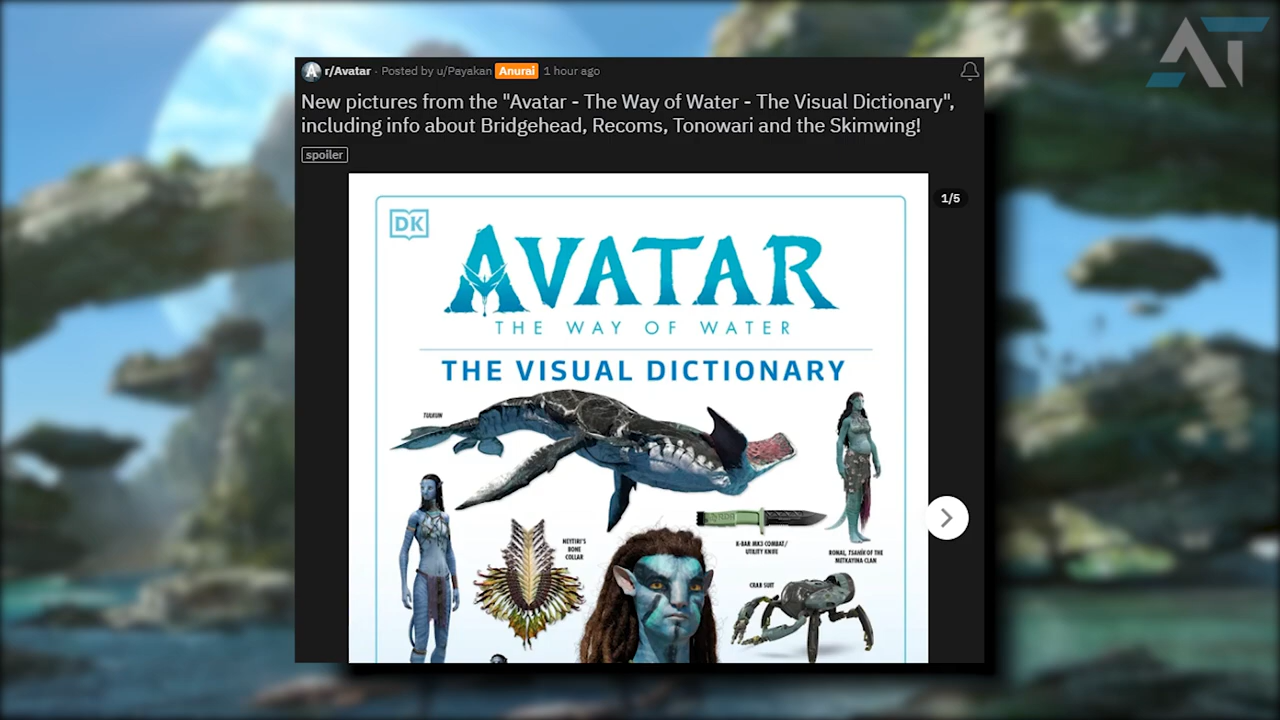 AT
r/Avatar · Posted by u/Payakan Anurai 1 hour ago
New pictures from the "Avatar - The Way of Water - The Visual Dictionary",
including info about Bridgehead, Recoms, Tonowari and the Skimwing!
spoiler
1/5
DK
AVATAR
THE WAY OF WATER
THE VISUAL DICTIONARY
TULKUN
NEYTIRI'S
BONE
COLLAR
K-BAR MK3 COMBAT/
UTILITY KNIFE
RONAL, TSAHÌK OF THE
METKAYINA CLAN
CRAB SUIT